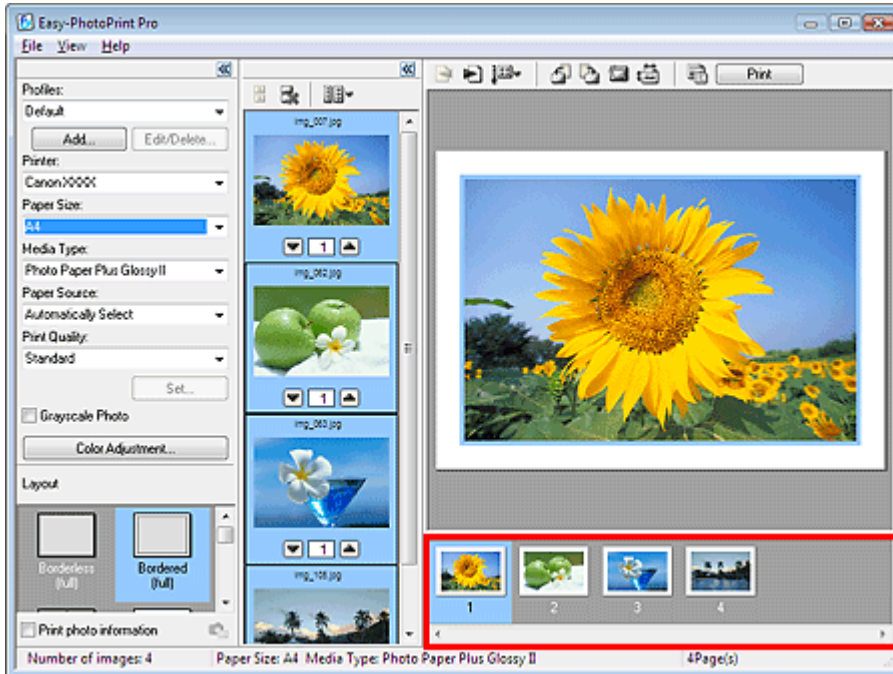 Easy-PhotoPrint Pro
File View Help
Profiles:
Default
Add... Edit/Delete...
Printer:
Canon XXXX
Paper Size:
A4
Media Type:
Photo Paper Plus Glossy II
Paper Source:
Automatically Select
Print Quality:
Standard
Set...
Grayscale Photo
Color Adjustment...
Layout
Borderless
(full)
Bordered
(full)
Print photo information
img_007.jpg
1
img_062.jpg
1
img_063.jpg
1
img_108.jpg
Print
1 2 3 4
Number of images: 4 Paper Size: A4 Media Type: Photo Paper Plus Glossy II 4Page(s)